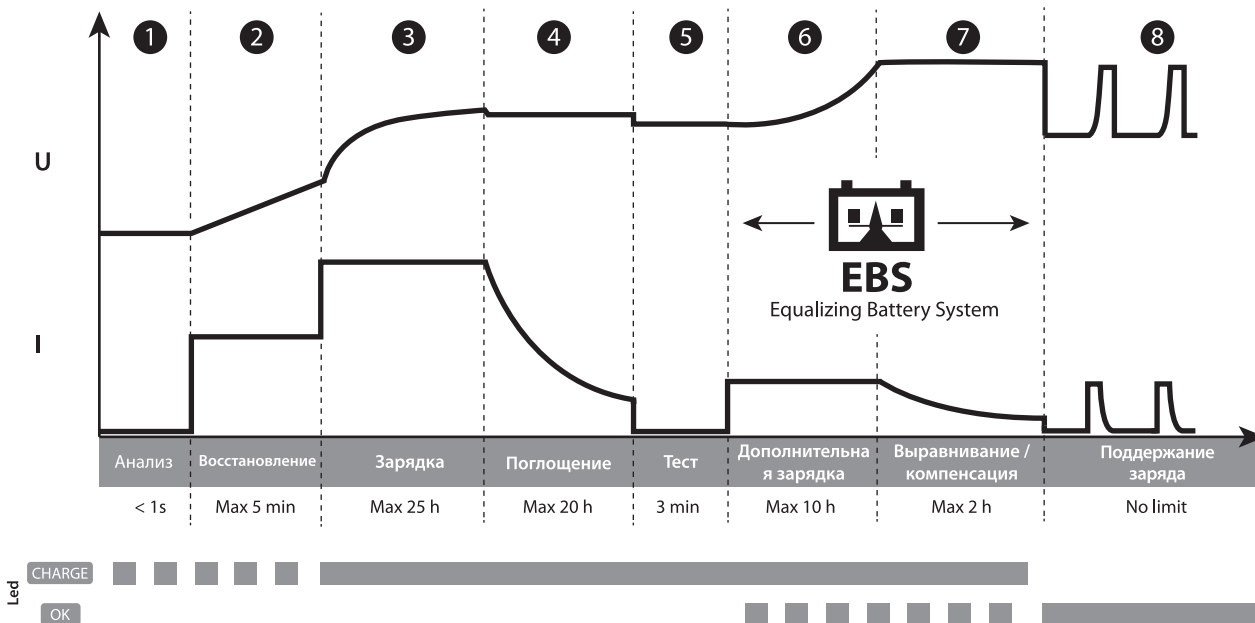 1 2 3 4 5 6 7 8
U
EBS
Equalizing Battery System
I
Анализ Восстановление Зарядка Поглощение Тест Дополнительна Выравнивание / Поддержание
я зарядка компенсация заряда
< 1s Max 5 min Max 25 h Max 20 h 3 min Max 10 h Max 2 h No limit
Led
CHARGE
OK